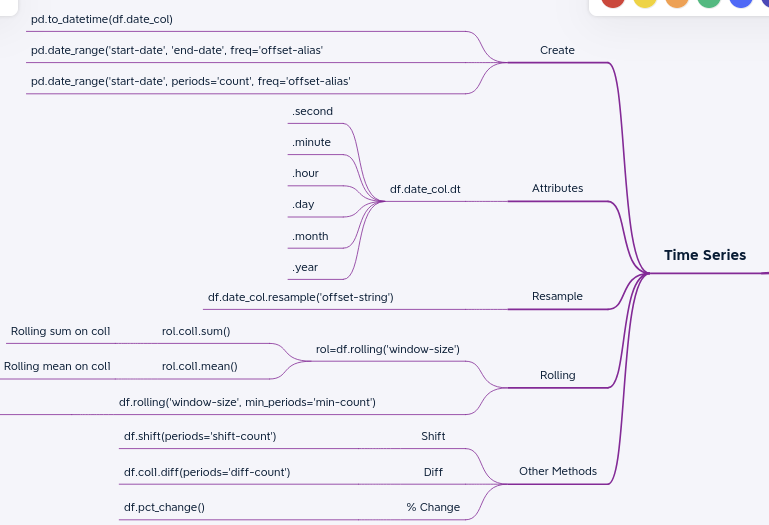 pd.to_datetime(df.date_col)
pd.date_range('start-date', 'end-date', freq='offset-alias'
Create
pd.date_range('start-date', periods='count', freq='offset-alias'
.second
.minute
.hour
df.date_col.dt
Attributes
.day
.month
.year
Time Series
df.date_col.resample('offset-string')
Resample
Rolling sum on col1
rol.col1.sum()
rol=df.rolling('window-size')
Rolling mean on col1
rol.col1.mean()
Rolling
df.rolling('window-size', min_periods='min-count')
df.shift(periods='shift-count')
Shift
df.col1.diff(periods='diff-count')
Diff
Other Methods
df.pct_change()
% Change